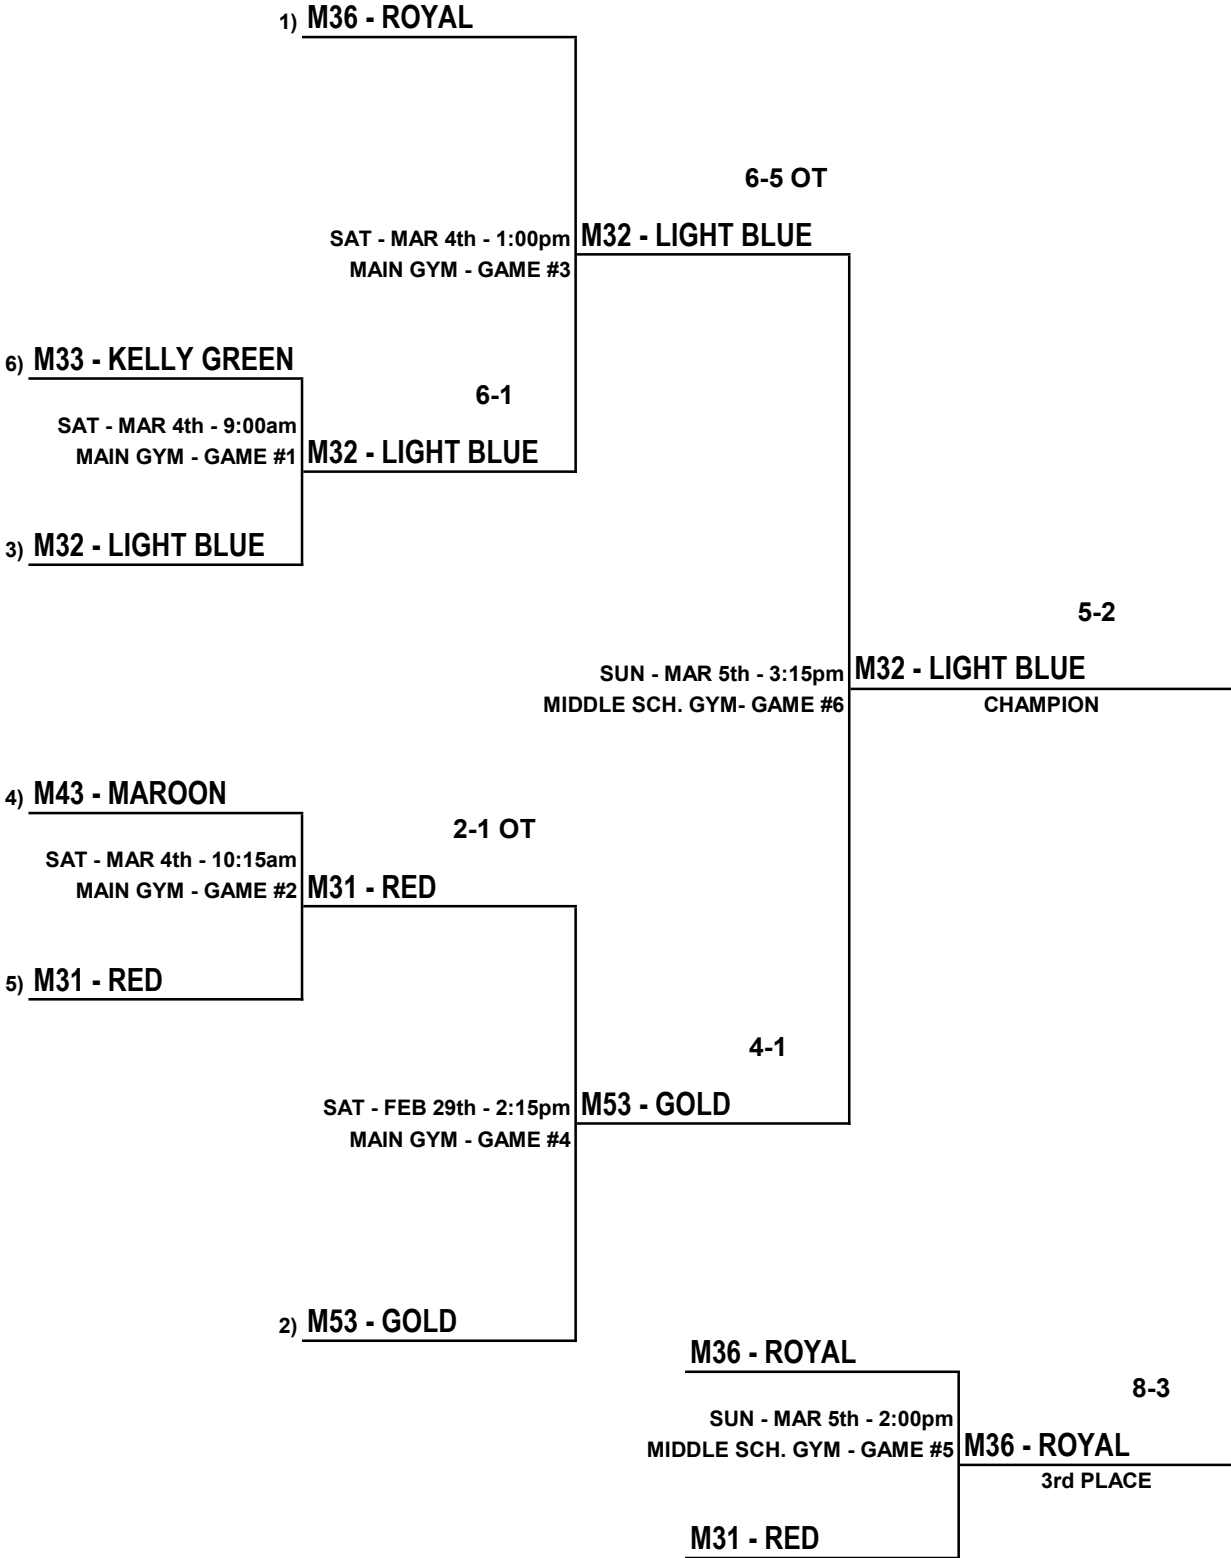 1) M36 - ROYAL
6-5 OT
SAT - MAR 4th - 1:00pm M32 - LIGHT BLUE
MAIN GYM - GAME #3
6) M33 - KELLY GREEN
6-1
SAT - MAR 4th - 9:00am
MAIN GYM - GAME #1 M32 - LIGHT BLUE
3) M32 - LIGHT BLUE
5-2
SUN - MAR 5th - 3:15pm M32 - LIGHT BLUE
MIDDLE SCH. GYM- GAME #6 CHAMPION
4) M43 - MAROON
2-1 OT
SAT - MAR 4th - 10:15am
MAIN GYM - GAME #2 M31 - RED
5) M31 - RED
4-1
SAT - FEB 29th - 2:15pm M53 - GOLD
MAIN GYM - GAME #4
2) M53 - GOLD
M36 - ROYAL
8-3
SUN - MAR 5th - 2:00pm
MIDDLE SCH. GYM - GAME #5 M36 - ROYAL
3rd PLACE
M31 - RED